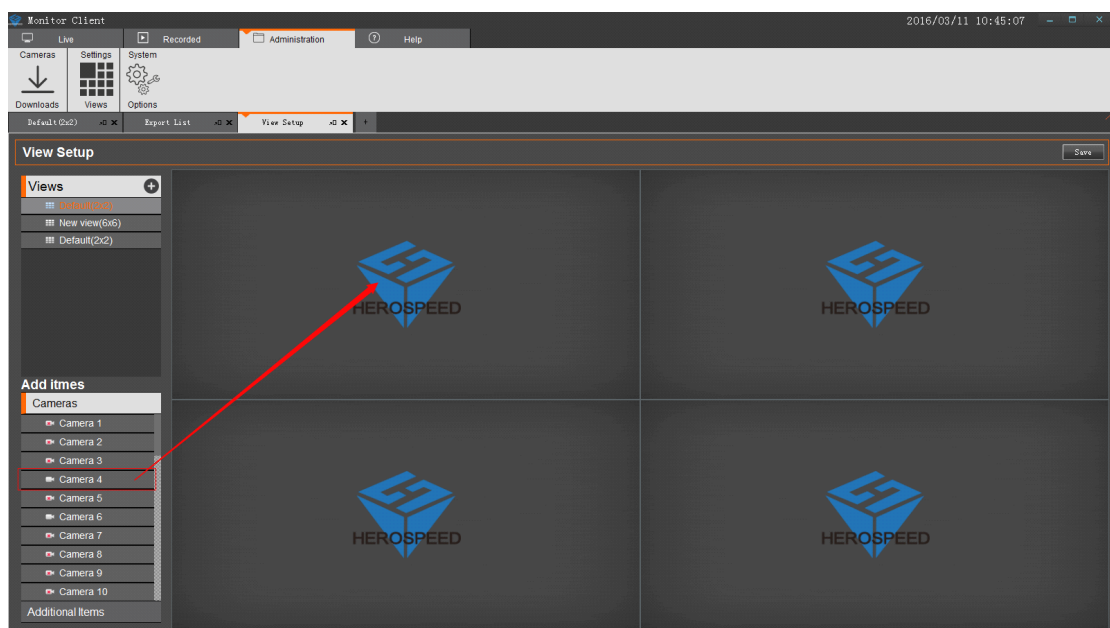 Monitor Client 2016/03/11 10:45:07
Live Recorded Administration Help
Cameras Settings System
Downloads Views Options
Default(2x2) Export List View Setup +
View Setup Save
Views
Default(2x2)
New view(6x6)
Default(2x2)
HEROSPEED HEROSPEED
Add itmes
Cameras
Camera 1
Camera 2
Camera 3
Camera 4
Camera 5
Camera 6
Camera 7
Camera 8
Camera 9
Camera 10
HEROSPEED HEROSPEED
Additional Items